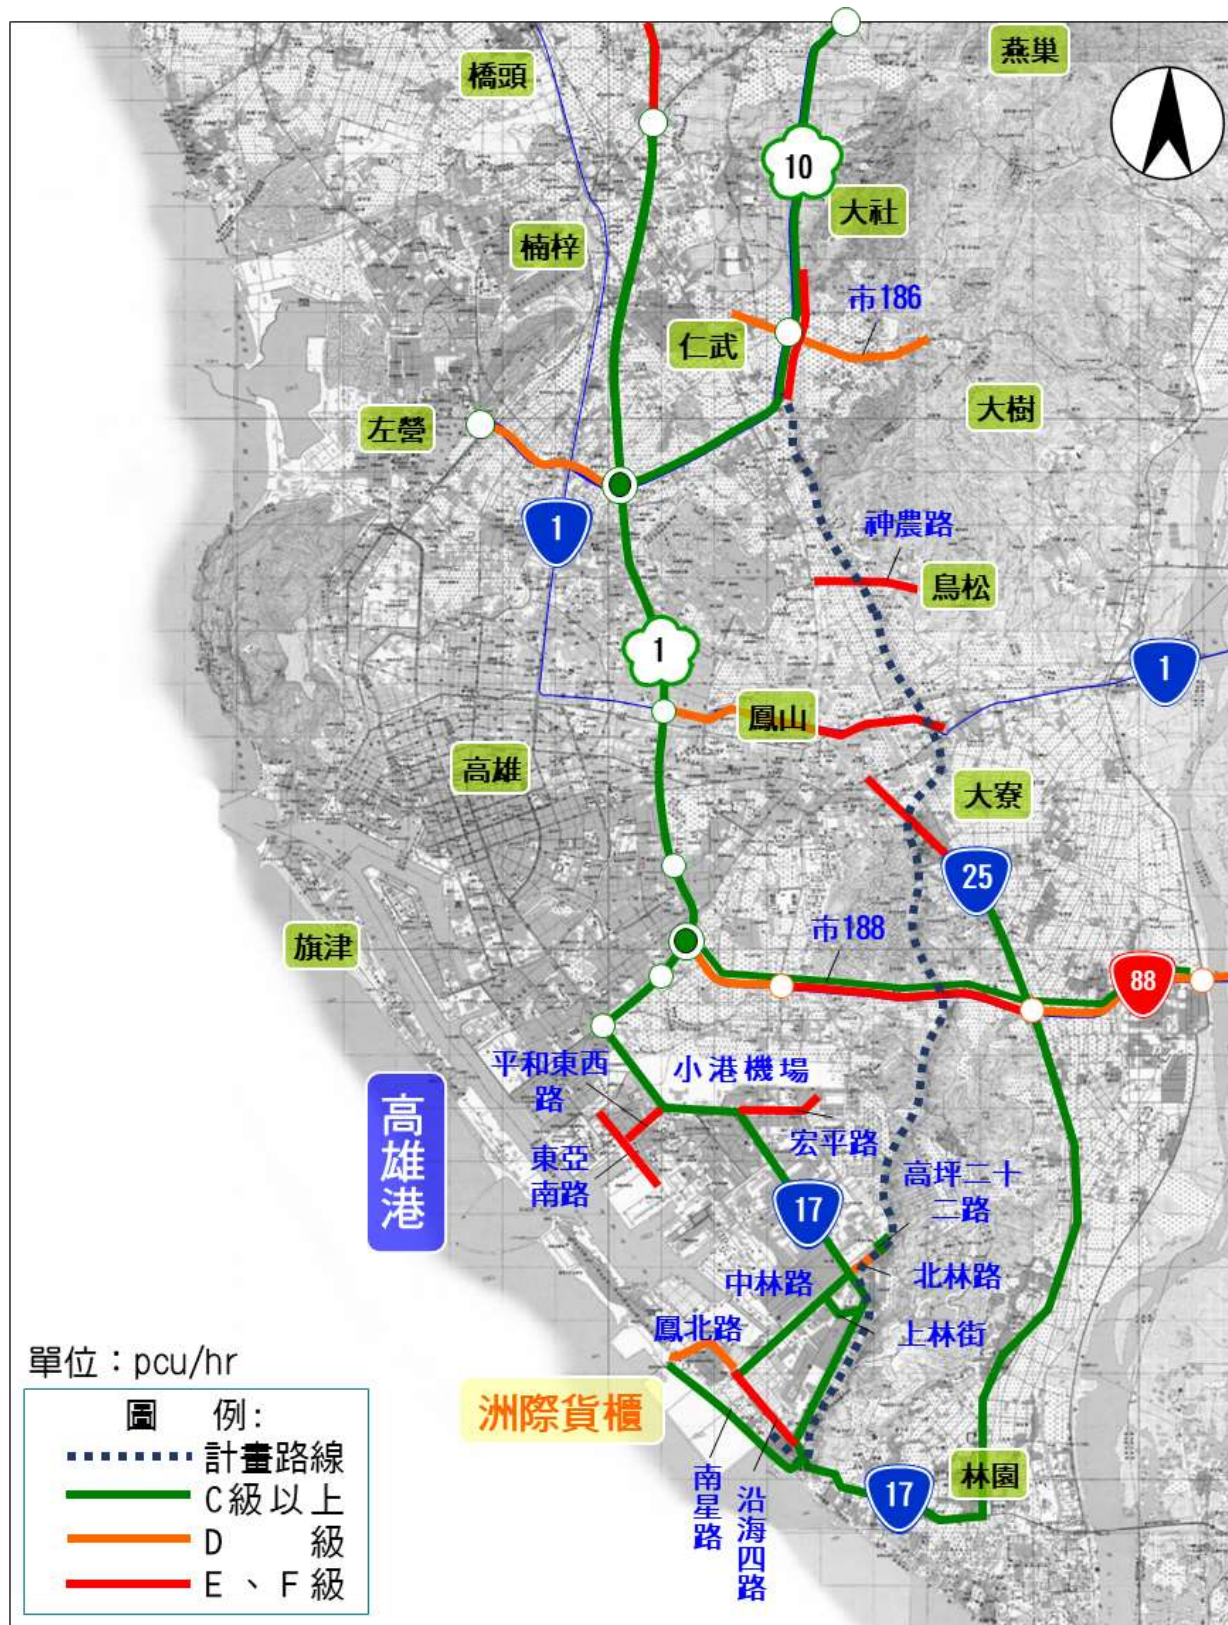 橋頭
燕巢
10
大社
楠梓
市186
仁武
大樹
左營
1
神農路
鳥松
1
1
鳳山
高雄
大寮
25
市188
旗津
88
平和東西
路
小港機場
宏平路
東亞
南路
高雄港
高坪二十
二路
17
中林路
北林路
上林街
鳳北路
洲際貨櫃
南星路
沿海四路
17
林園
單位：pcu/hr
圖 例：
計畫路線
C級以上
D 級
E、F級